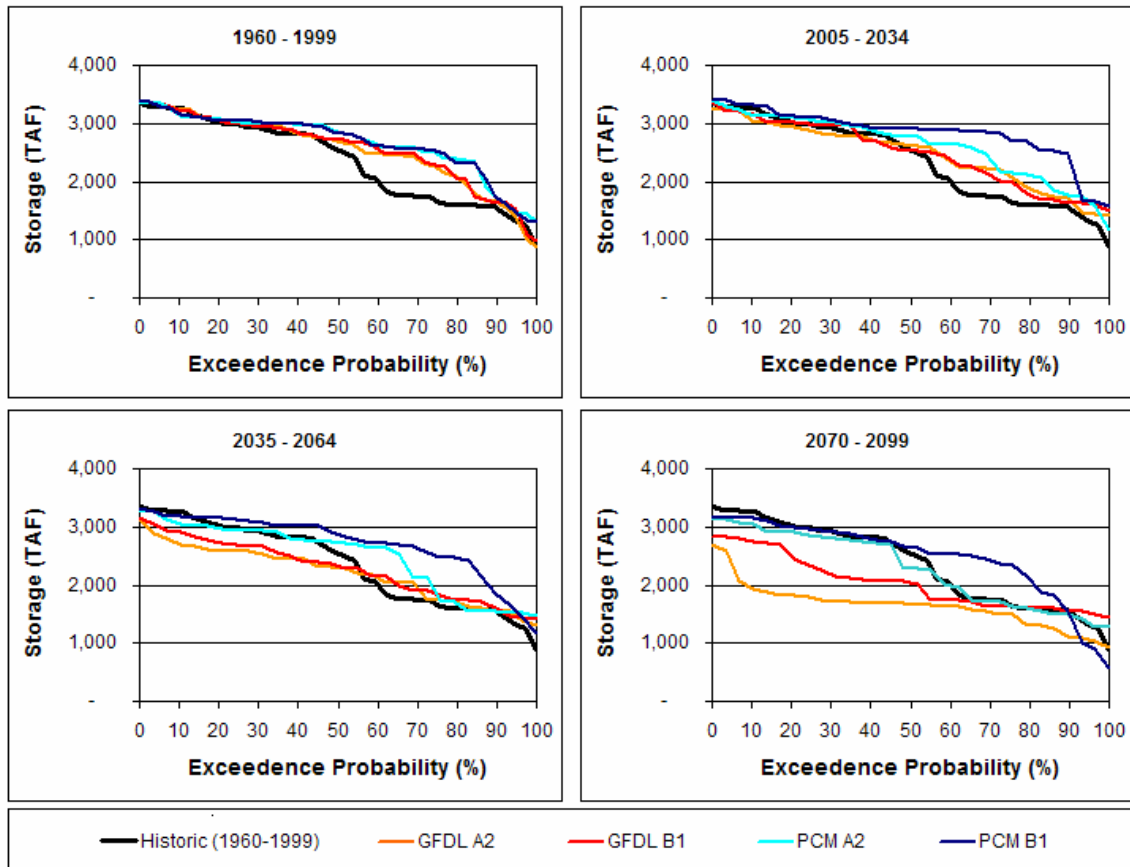 1960 - 1999
4,000
3,000
2,000
1,000
-
Storage (TAF)
0 10 20 30 40 50 60 70 80 90 100
Exceedence Probability (%)
2005 - 2034
4,000
3,000
2,000
1,000
-
Storage (TAF)
0 10 20 30 40 50 60 70 80 90 100
Exceedence Probability (%)
2035 - 2064
4,000
3,000
2,000
1,000
-
Storage (TAF)
0 10 20 30 40 50 60 70 80 90 100
Exceedence Probability (%)
2070 - 2099
4,000
3,000
2,000
1,000
-
Storage (TAF)
0 10 20 30 40 50 60 70 80 90 100
Exceedence Probability (%)
Historic (1960-1999) GFDL A2 GFDL B1 PCM A2 PCM B1